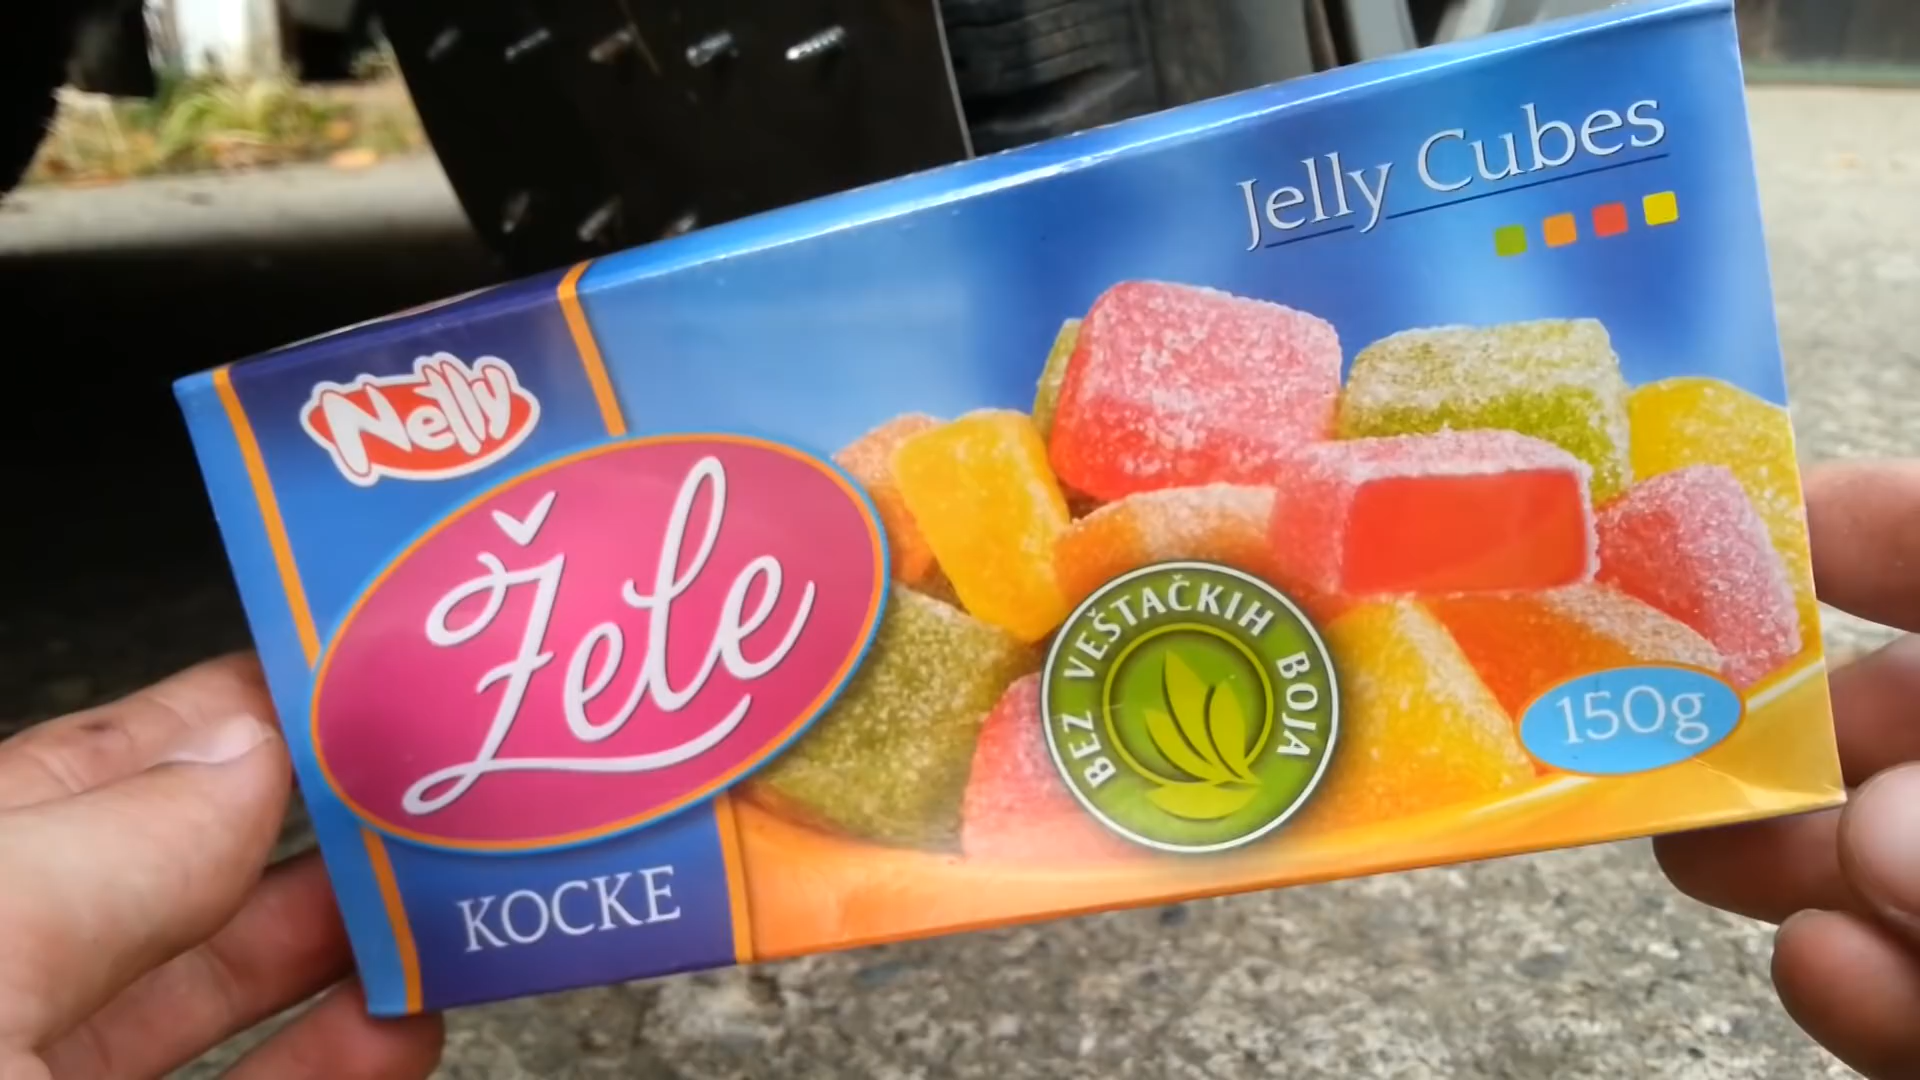 Jelly Cubes
Nelly
Žele
KOCKE
BEZ VEŠTAČKIH BOJA
150g